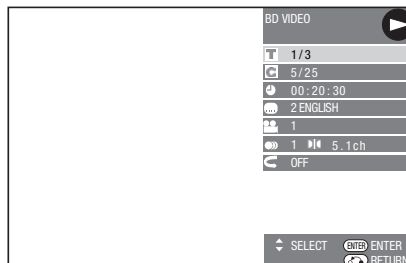 BD VIDEO
T 1/3
C 5/25
00:20:30
2 ENGLISH
1
1 5.1ch
OFF
SELECT ENTER ENTER
RETURN